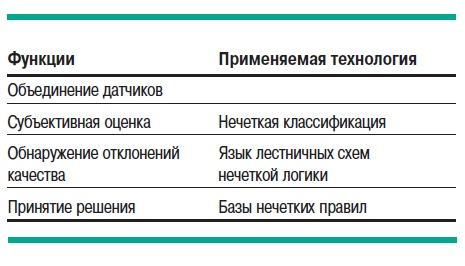 Функции Применяемая технология
Объединение датчиков
Субъективная оценка Нечеткая классификация
Обнаружение отклонений Язык лестничных схем
качества нечеткой логики
Принятие решения Базы нечетких правил